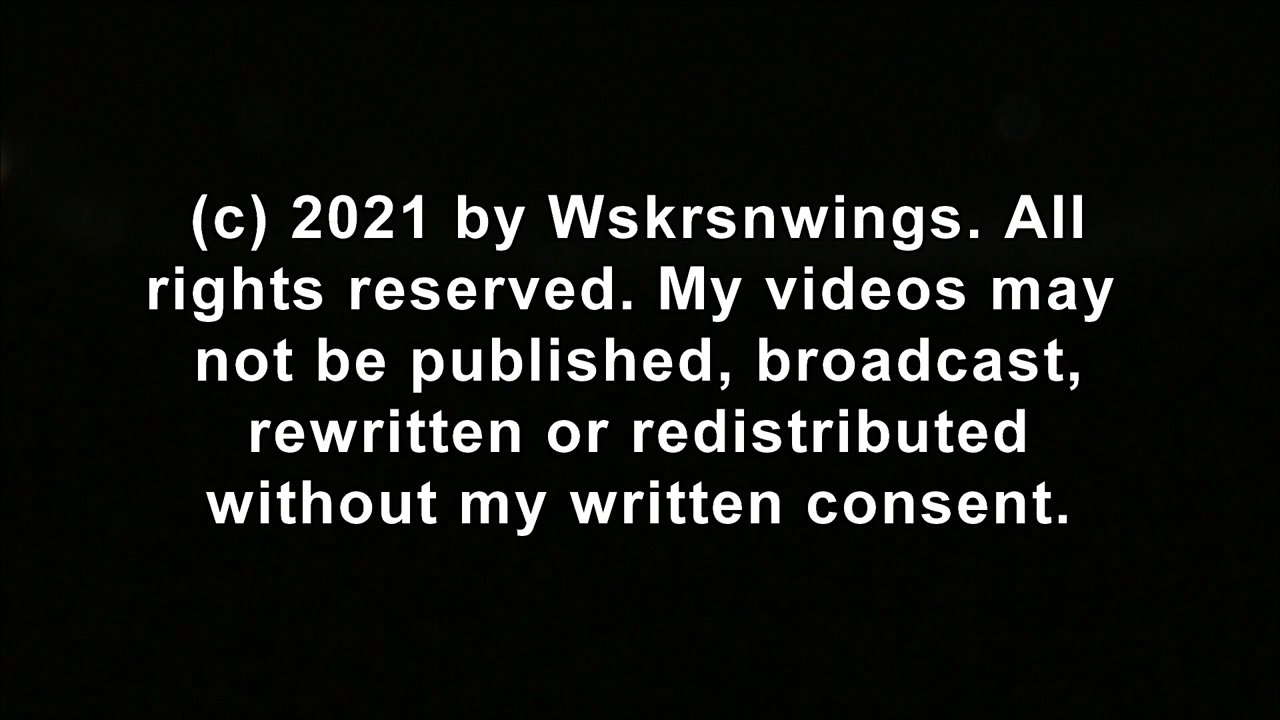 (c) 2021 by Wskrsnwings. All
rights reserved. My videos may
not be published, broadcast,
rewritten or redistributed
without my written consent.